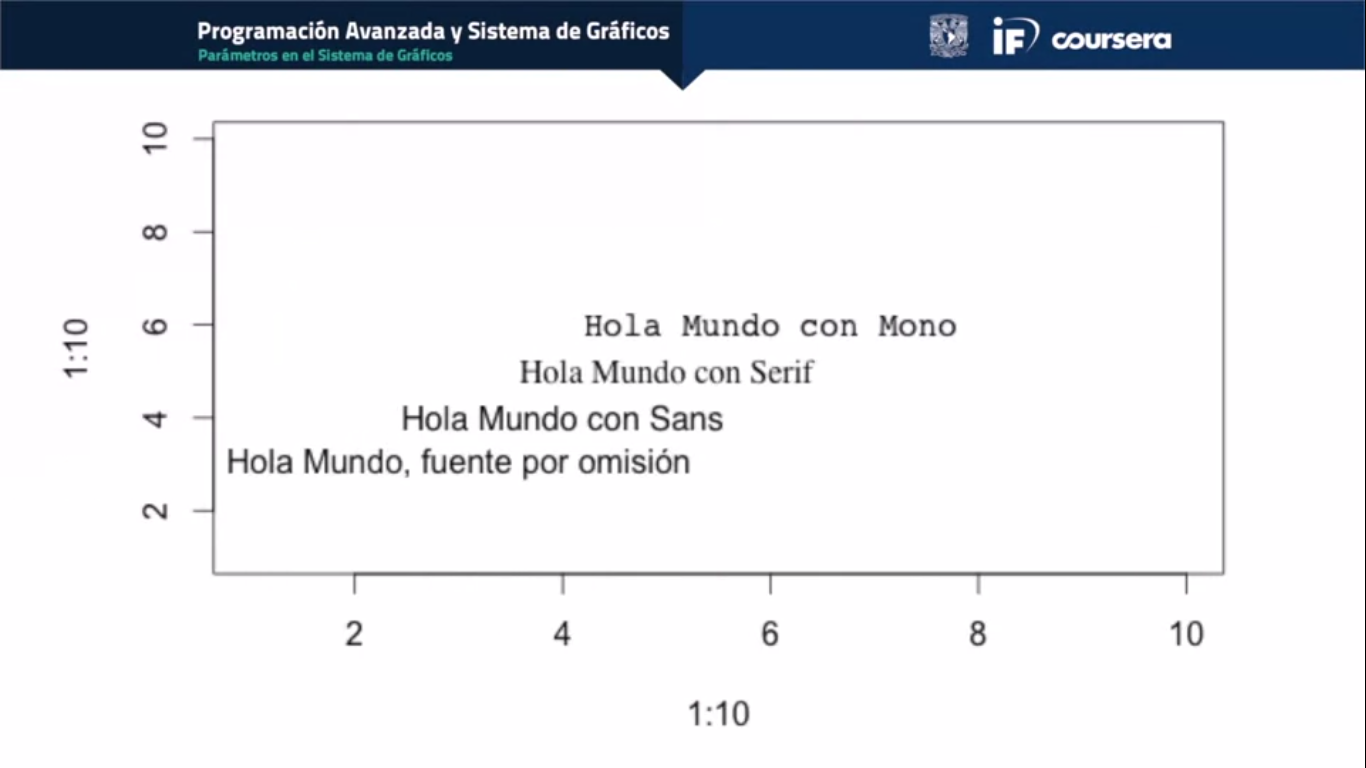 Programación Avanzada y Sistema de Gráficos
Parámetros en el Sistema de Gráficos
iF coursera
10
8
6
4
2
1:10
Hola Mundo con Mono
Hola Mundo con Serif
Hola Mundo con Sans
Hola Mundo, fuente por omisión
2 4 6 8 10
1:10